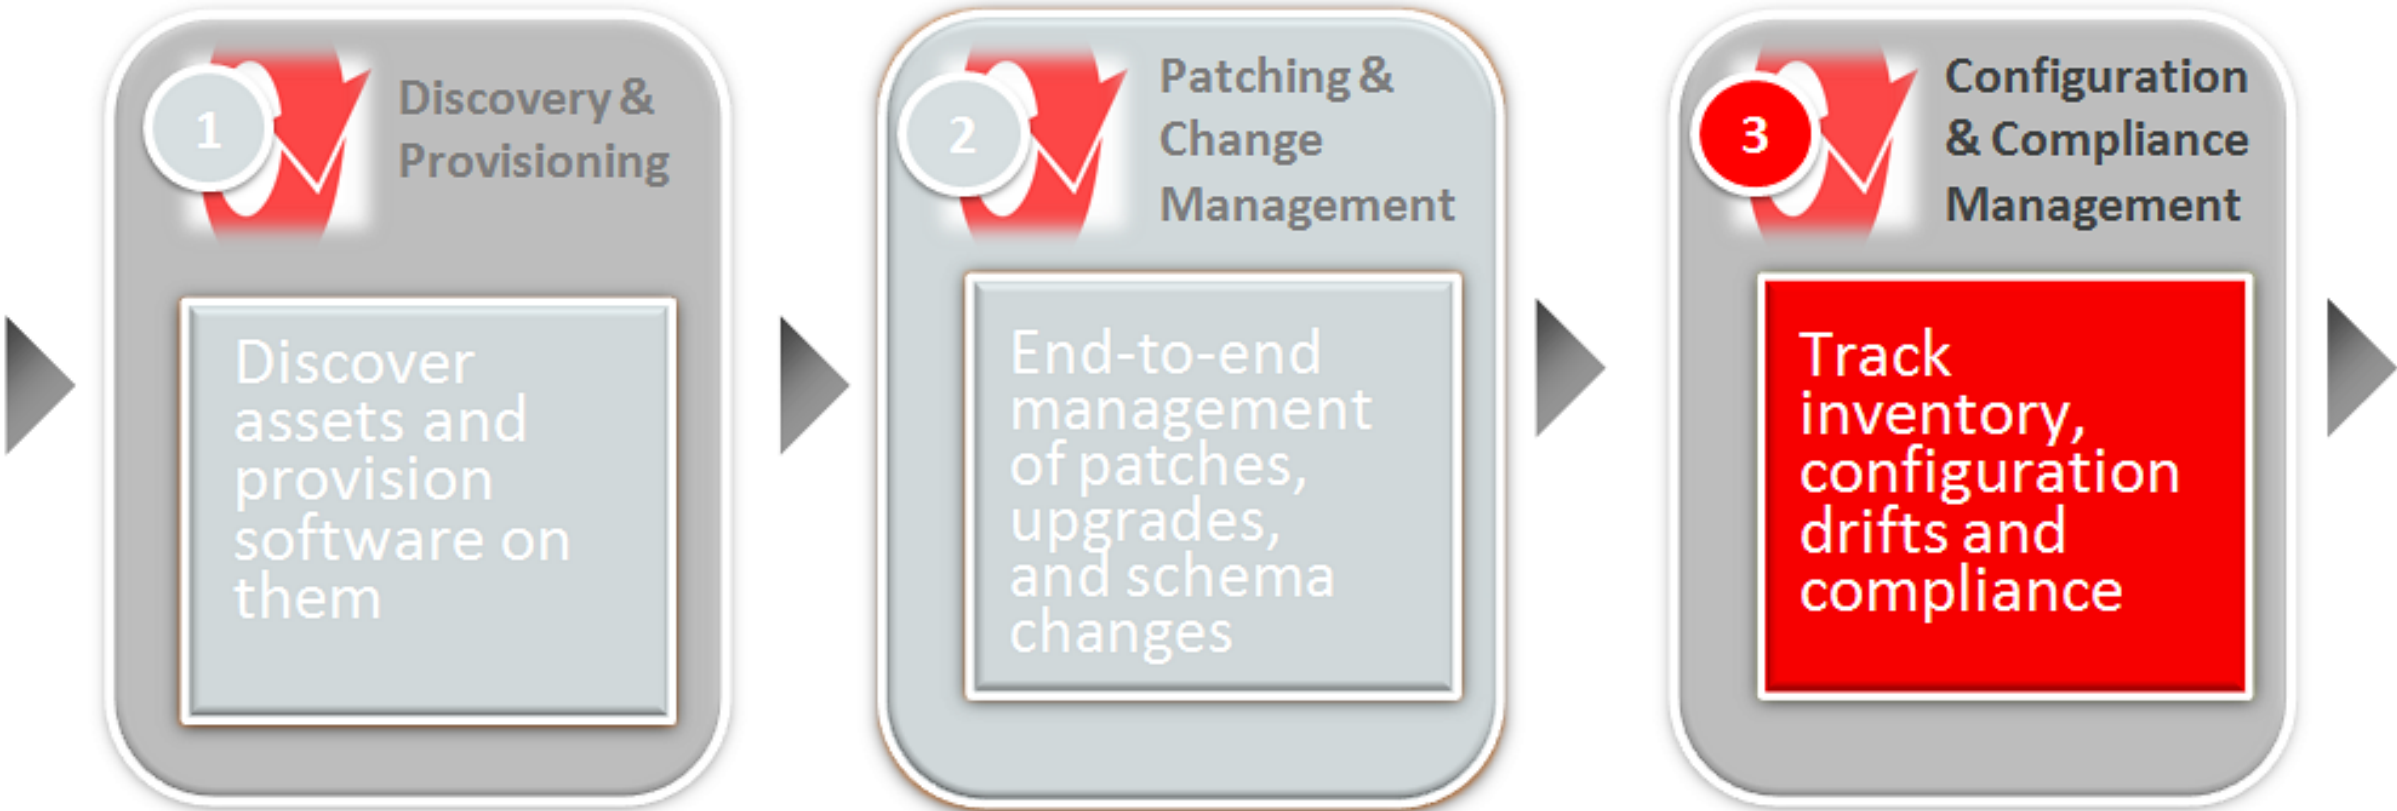 1
Discovery &
Provisioning
Discover
assets and
provision
software on
them
2
Patching &
Change
Management
End-to-end
management
of patches,
upgrades,
and schema
changes
3
Configuration
& Compliance
Management
Track
inventory,
configuration
drifts and
compliance